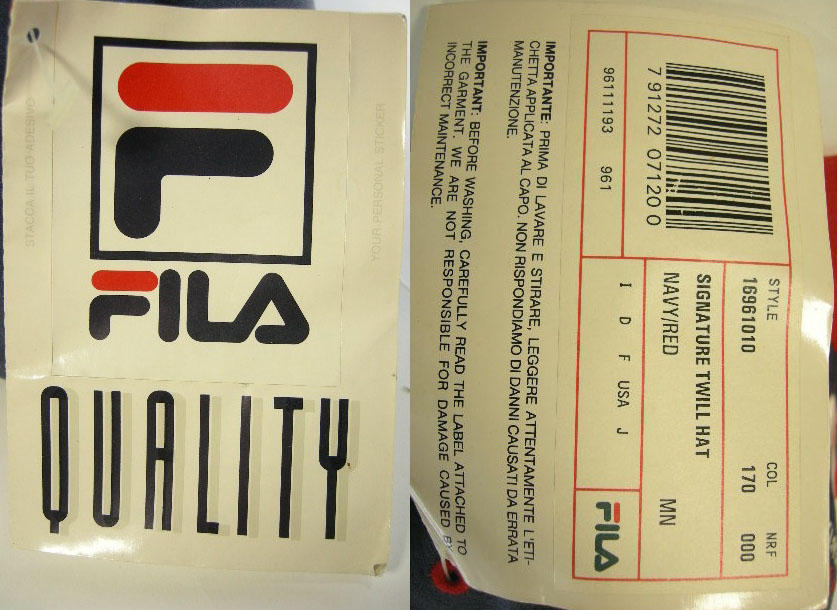 FILA
QUALITY
STACCA IL TUO ADESIVO
YOUR PERSONAL STICKER
7 91272 07120 0
96111193 961
STYLE COL NRF
16961010 170 000
SIGNATURE TWILL HAT
NAVY/RED MN
I D F USA J
FILA
IMPORTANTE: PRIMA DI LAVARE E STIRARE, LEGGERE ATTENTAMENTE L'ETI-
CHETTA APPLICATA AL CAPO. NON RISPONDIAMO DI DANNI CAUSATI DA ERRATA
MANUTENZIONE.
IMPORTANT: BEFORE WASHING, CAREFULLY READ THE LABEL ATTACHED TO
THE GARMENT. WE ARE NOT RESPONSIBLE FOR DAMAGE CAUSED BY
INCORRECT MAINTENANCE.